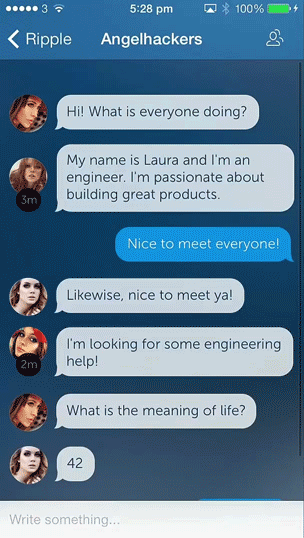 3 5:28 pm 100%
Ripple Angelhackers
Hi! What is everyone doing?
My name is Laura and I'm an
engineer. I'm passionate about
building great products.
3m
Nice to meet everyone!
Likewise, nice to meet ya!
I'm looking for some engineering
help!
2m
What is the meaning of life?
42
Write something...